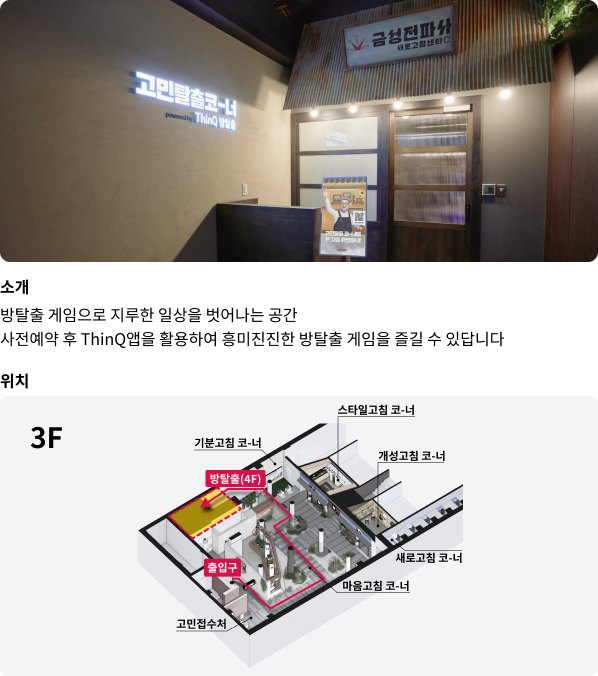 금성전파사
새로고침센타
고민탈출코-너
powered by ThinQ 방탈출
소개
방탈출 게임으로 지루한 일상을 벗어나는 공간
사전예약 후 ThinQ앱을 활용하여 흥미진진한 방탈출 게임을 즐길 수 있답니다
위치
3F
스타일고침 코-너
기분고침 코-너
개성고침 코-너
방탈출(4F)
새로고침 코-너
출입구
마음고침 코-너
고민접수처